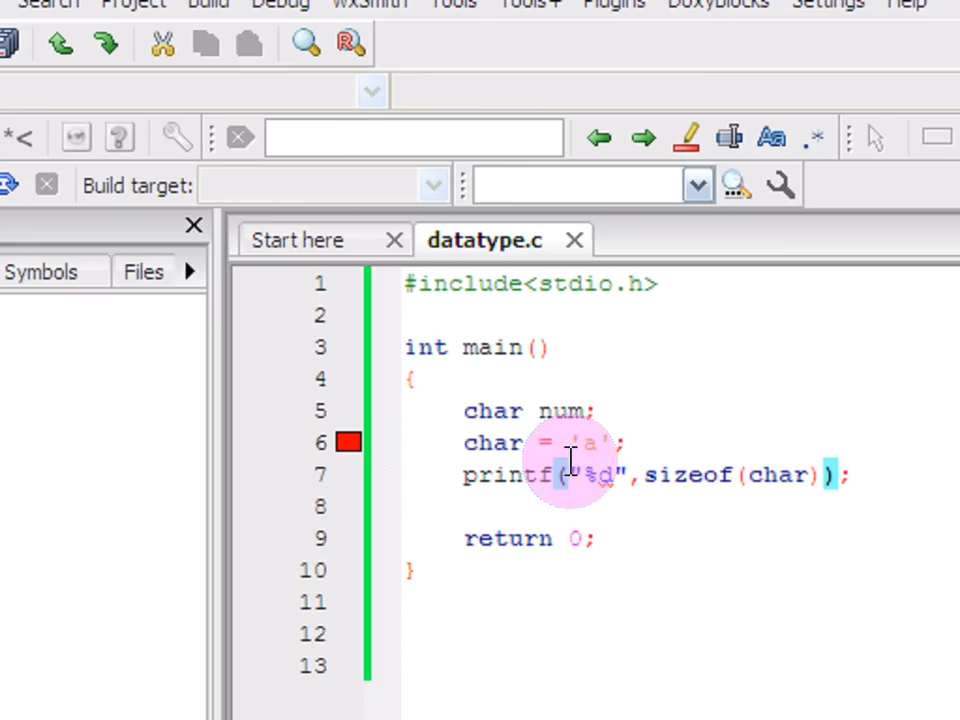 Search Project Build Debug wxSmith Tools Tools+ Plugins DoxyBlocks Settings Help
*<
Aa .*
Build target:
Start here datatype.c
Symbols Files
1 #include<stdio.h>
2
3 int main()
4 {
5 char num;
6 char = 'a';
7 printf("%d",sizeof(char));
8
9 return 0;
10 }
11
12
13